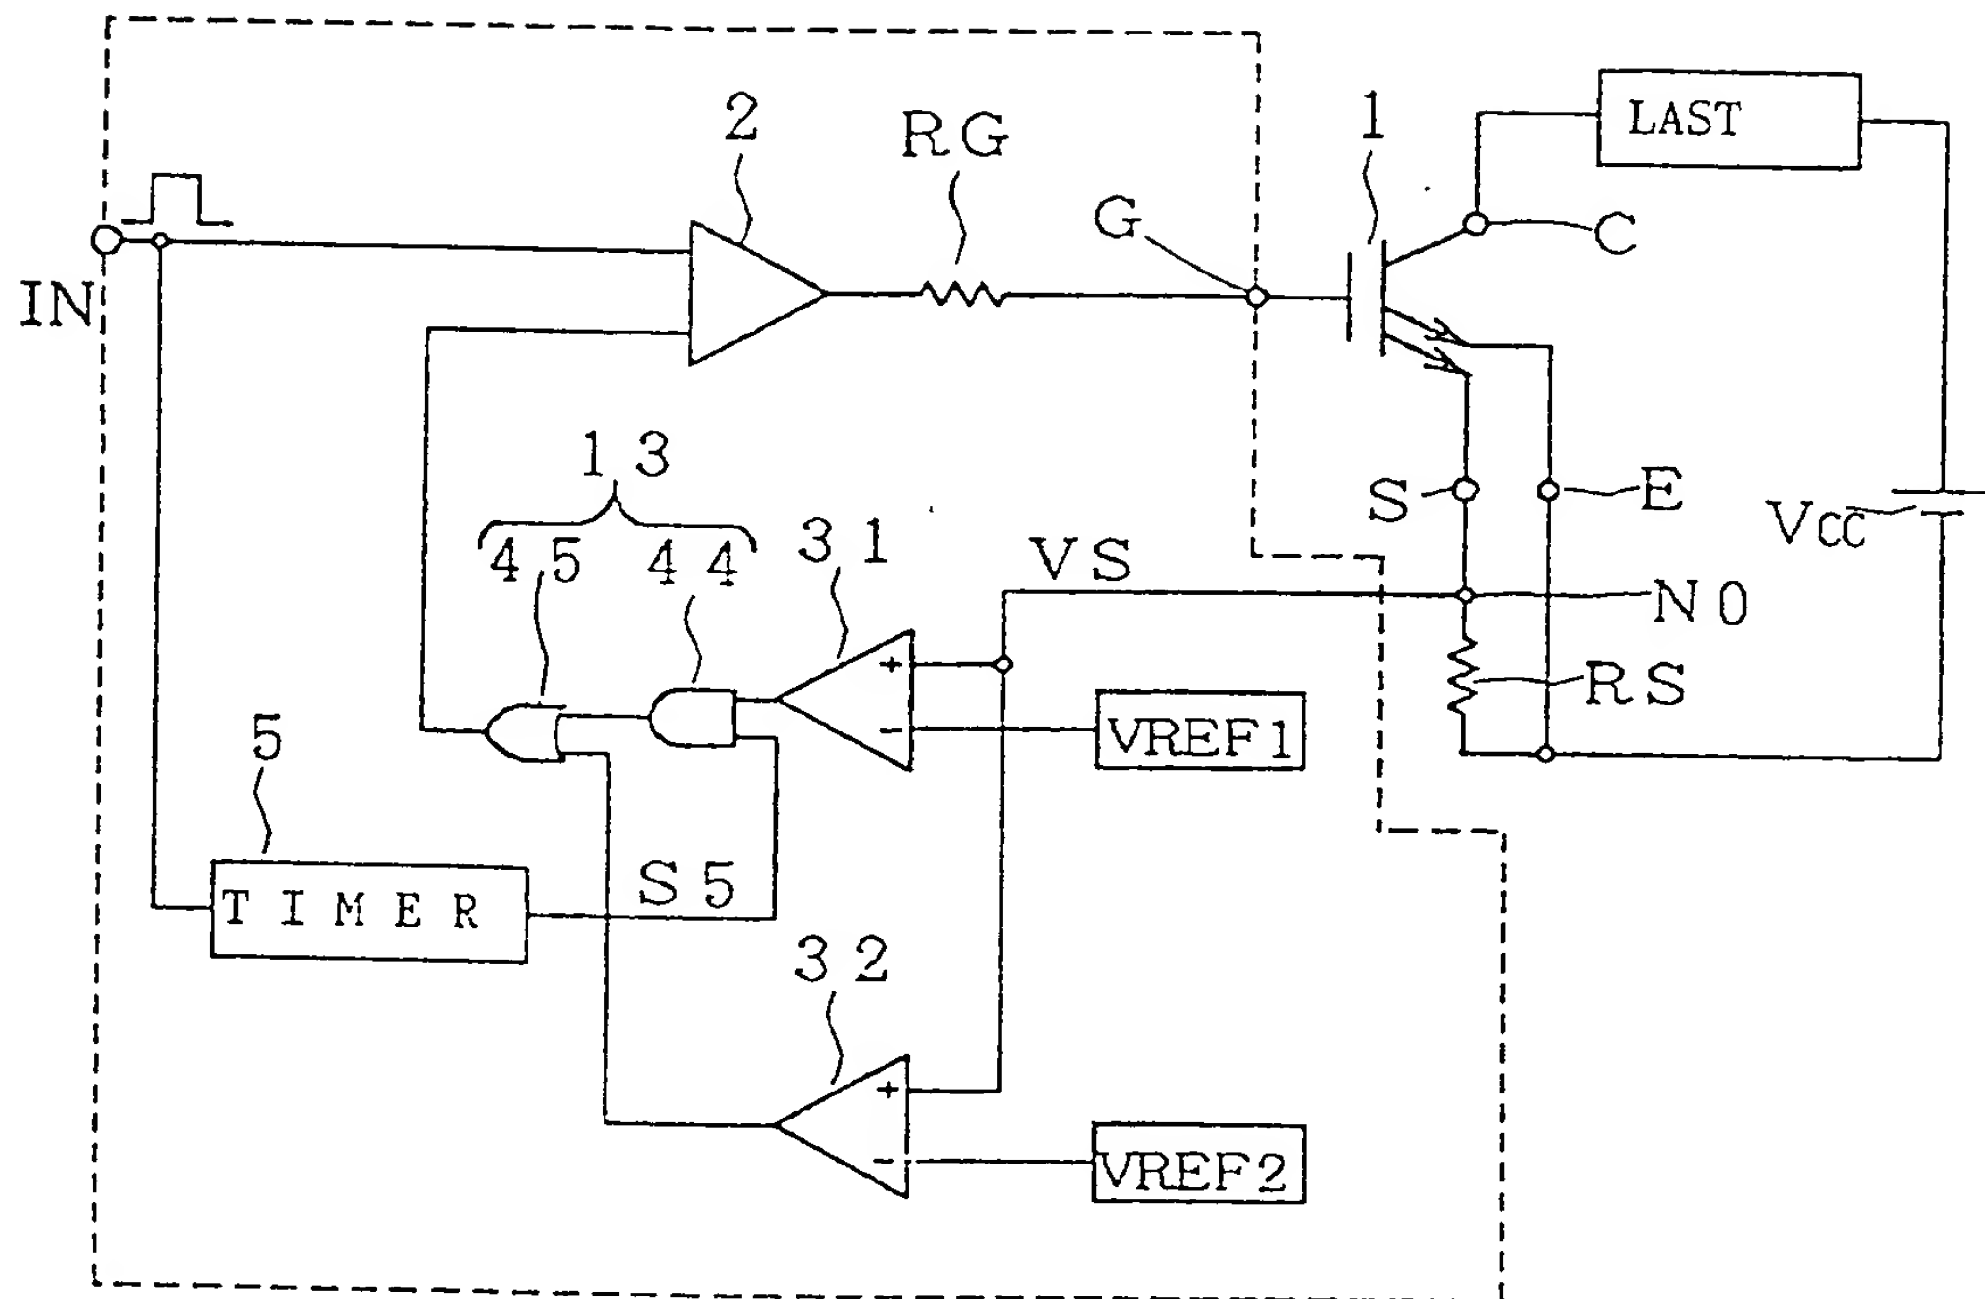 2
RG
1
LAST
G
C
IN
13
S
E
VCC
45
44
31
VS
N0
RS
5
VREF1
+
-
TIMER
S5
32
+
-
VREF2